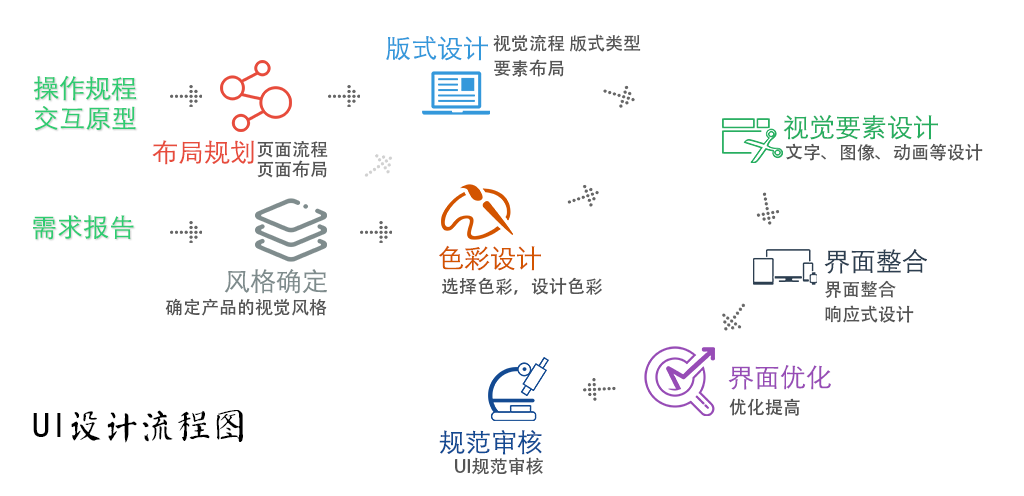 操作规程
交互原型
布局规划
页面流程
页面布局
版式设计
视觉流程 版式类型
要素布局
视觉要素设计
文字、图像、动画等设计
需求报告
风格确定
确定产品的视觉风格
色彩设计
选择色彩，设计色彩
界面整合
界面整合
响应式设计
界面优化
优化提高
规范审核
UI规范审核
UI设计流程图